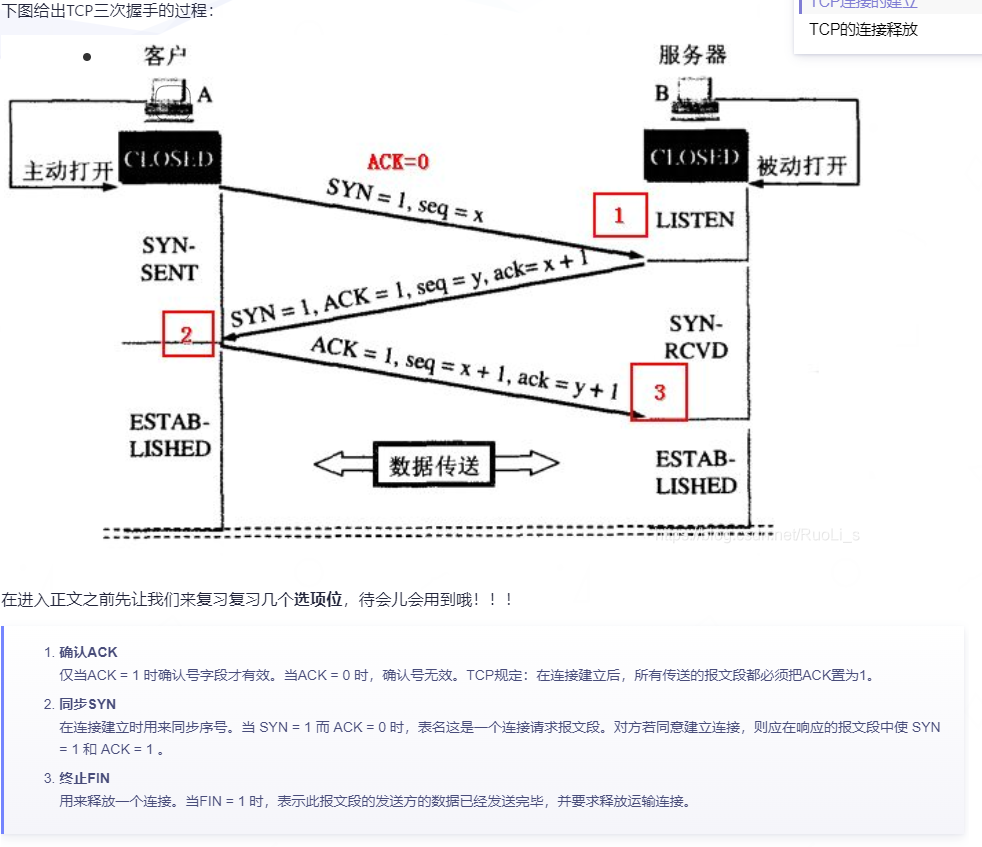 下图给出TCP三次握手的过程：
TCP连接的建立
TCP的连接释放
客户
服务器
A
B
CLOSED
CLOSED
主动打开
被动打开
ACK=0
SYN = 1, seq = x
1
LISTEN
SYN-
SENT
SYN = 1, ACK = 1, seq = y, ack= x + 1
2
SYN-
RCVD
ACK = 1, seq = x + 1, ack = y + 1
3
ESTAB-
LISHED
数据传送
ESTAB-
LISHED
https://blog.csdn.net/RuoLi_s
在进入正文之前先让我们来复习复习几个选项位，待会儿会用到哦！！！
1. 确认ACK
仅当ACK = 1 时确认号字段才有效。当ACK = 0 时，确认号无效。TCP规定：在连接建立后，所有传送的报文段都必须把ACK置为1。
2. 同步SYN
在连接建立时用来同步序号。当 SYN = 1 而 ACK = 0 时，表名这是一个连接请求报文段。对方若同意建立连接，则应在响应的报文段中使 SYN
= 1 和 ACK = 1 。
3. 终止FIN
用来释放一个连接。当FIN = 1 时，表示此报文段的发送方的数据已经发送完毕，并要求释放运输连接。